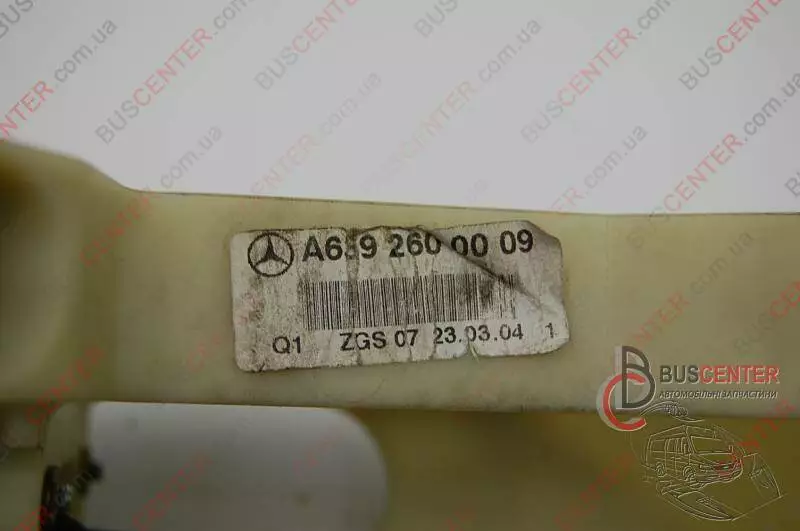 A639 260 00 09
Q1 ZGS 07 23.03.04 1
BUSCENTER
АВТОМОБІЛЬНІ ЗАПЧАСТИНИ
BUSCENTER.com.ua